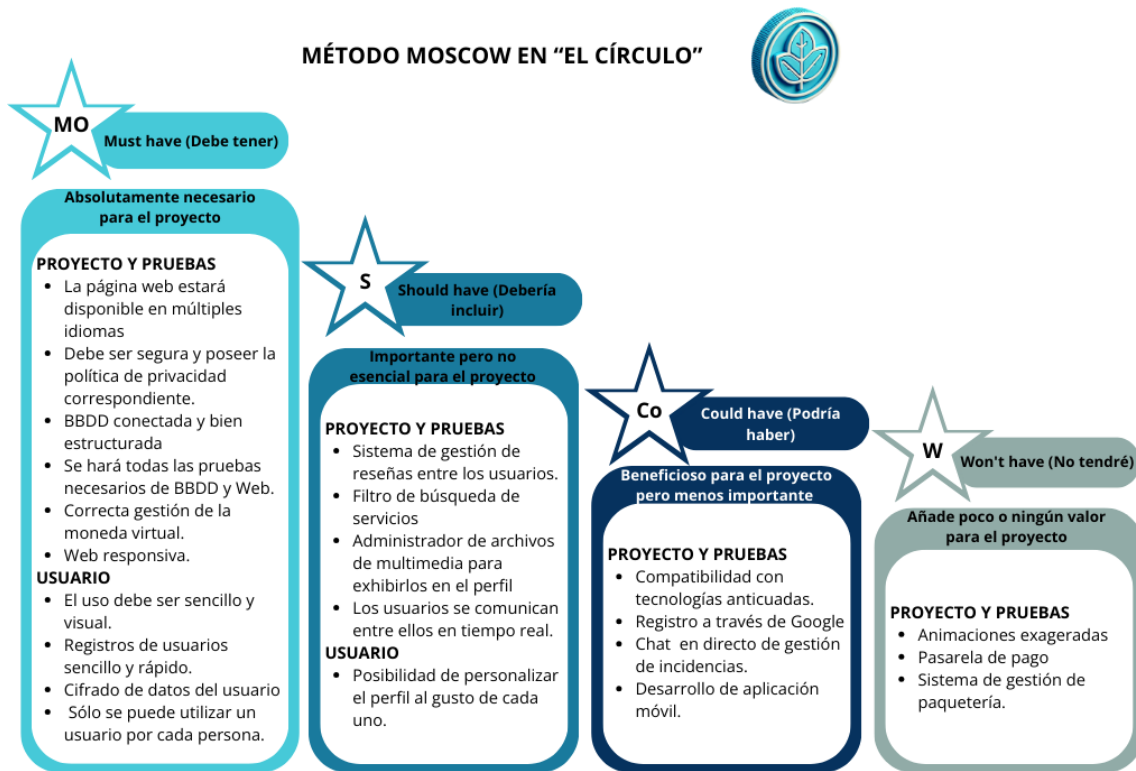 MÉTODO MOSCOW EN “EL CÍRCULO”
MO
Must have (Debe tener)
Absolutamente necesario
para el proyecto
PROYECTO Y PRUEBAS
• La página web estará
disponible en múltiples
idiomas
• Debe ser segura y poseer la
política de privacidad
correspondiente.
• BBDD conectada y bien
estructurada
• Se hará todas las pruebas
necesarios de BBDD y Web.
• Correcta gestión de la
moneda virtual.
• Web responsiva.
USUARIO
• El uso debe ser sencillo y
visual.
• Registros de usuarios
sencillo y rápido.
• Cifrado de datos del usuario
• Sólo se puede utilizar un
usuario por cada persona.
S
Should have (Debería
incluir)
Importante pero no
esencial para el proyecto
PROYECTO Y PRUEBAS
• Sistema de gestión de
reseñas entre los usuarios.
• Filtro de búsqueda de
servicios
• Administrador de archivos
de multimedia para
exhibirlos en el perfil
• Los usuarios se comunican
entre ellos en tiempo real.
USUARIO
• Posibilidad de personalizar
el perfil al gusto de cada
uno.
Co
Could have (Podría
haber)
Beneficioso para el proyecto
pero menos importante
PROYECTO Y PRUEBAS
• Compatibilidad con
tecnologías anticuadas.
• Registro a través de Google
• Chat en directo de gestión
de incidencias.
• Desarrollo de aplicación
móvil.
W
Won't have (No tendré)
Añade poco o ningún valor
para el proyecto
PROYECTO Y PRUEBAS
• Animaciones exageradas
• Pasarela de pago
• Sistema de gestión de
paquetería.